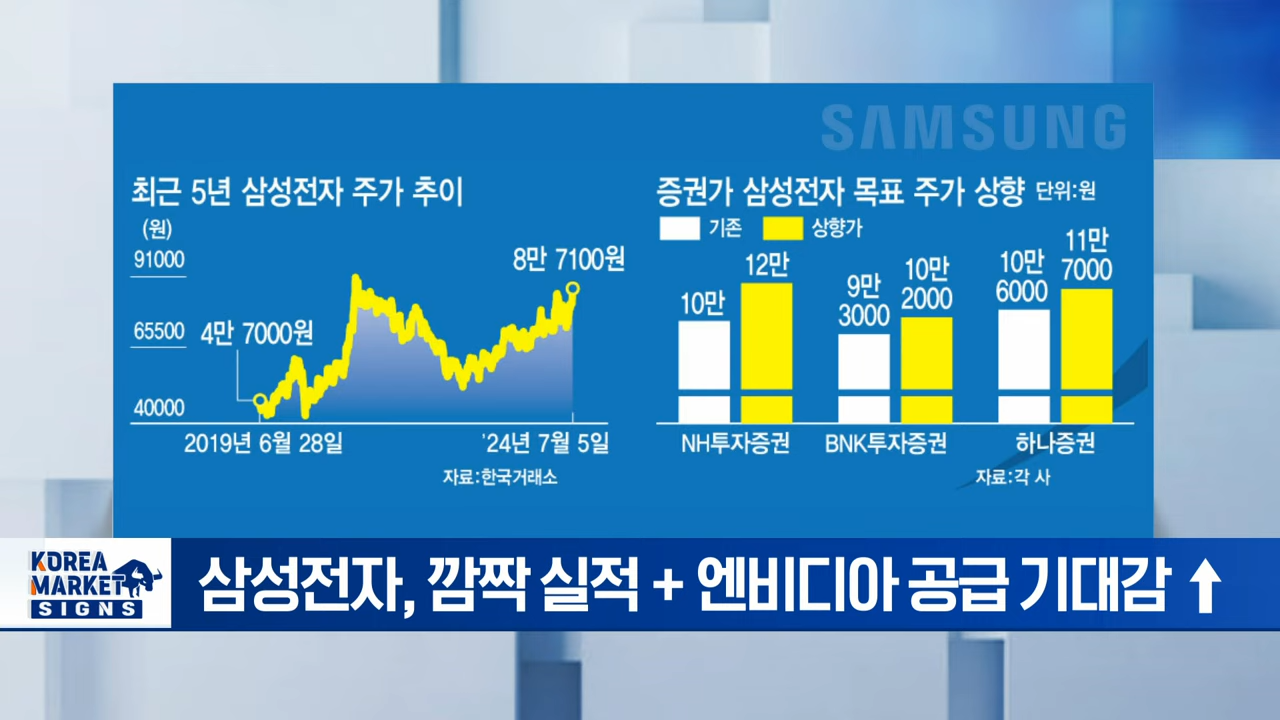 SAMSUNG
최근 5년 삼성전자 주가 추이
(원)
91000
65500
40000
4만 7000원
8만 7100원
2019년 6월 28일
'24년 7월 5일
자료:한국거래소
증권가 삼성전자 목표 주가 상향 단위:원
기존 상향가
10만
12만
9만
3000
10만
2000
10만
6000
11만
7000
NH투자증권 BNK투자증권 하나증권
자료:각 사
KOREA
MARKET
SIGNS
삼성전자, 깜짝 실적 + 엔비디아 공급 기대감 ↑